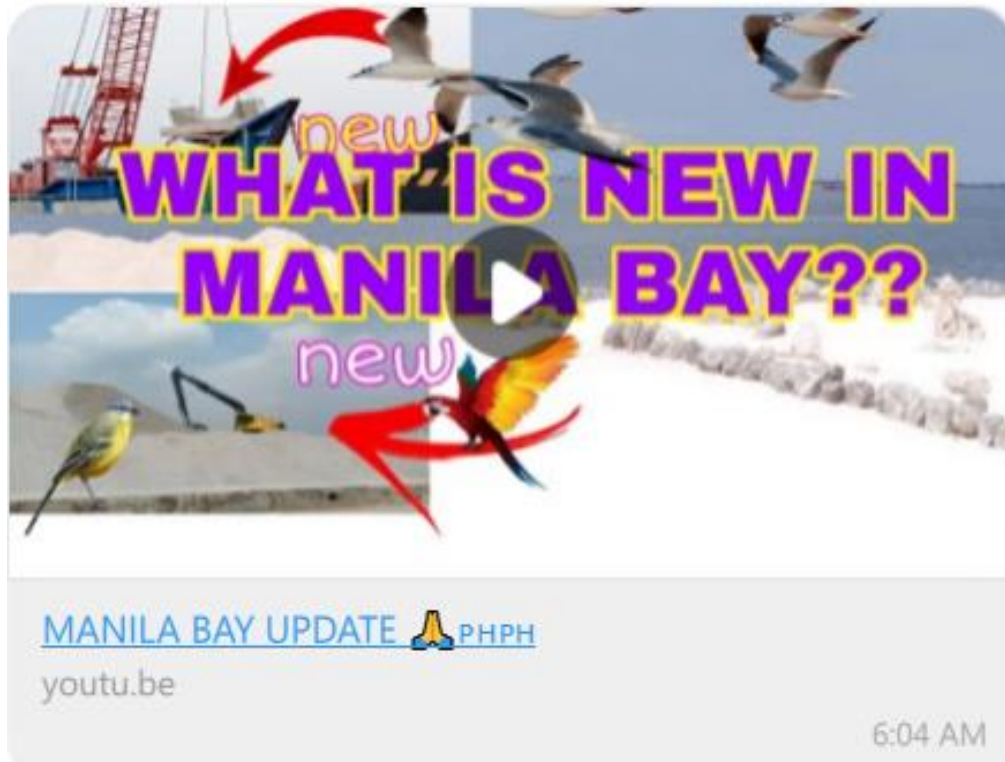 new
WHAT IS NEW IN
MANILA BAY??
new
MANILA BAY UPDATE 🙏PHPH
youtu.be
6:04 AM